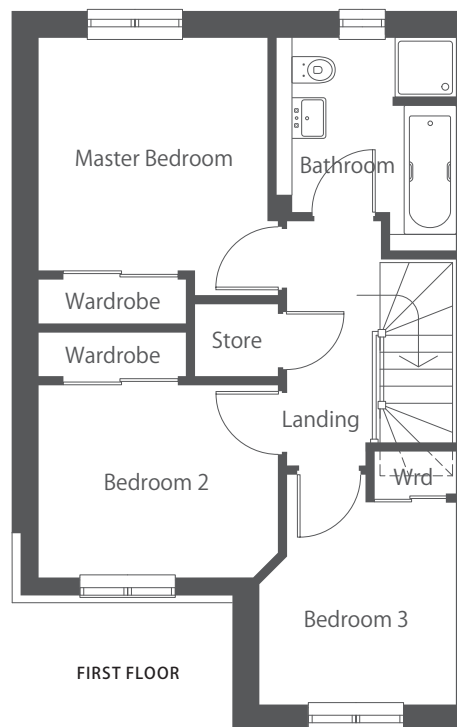 Master Bedroom
Bathroom
Wardrobe
Store
Wardrobe
Landing
Bedroom 2
Wrd
Bedroom 3
FIRST FLOOR